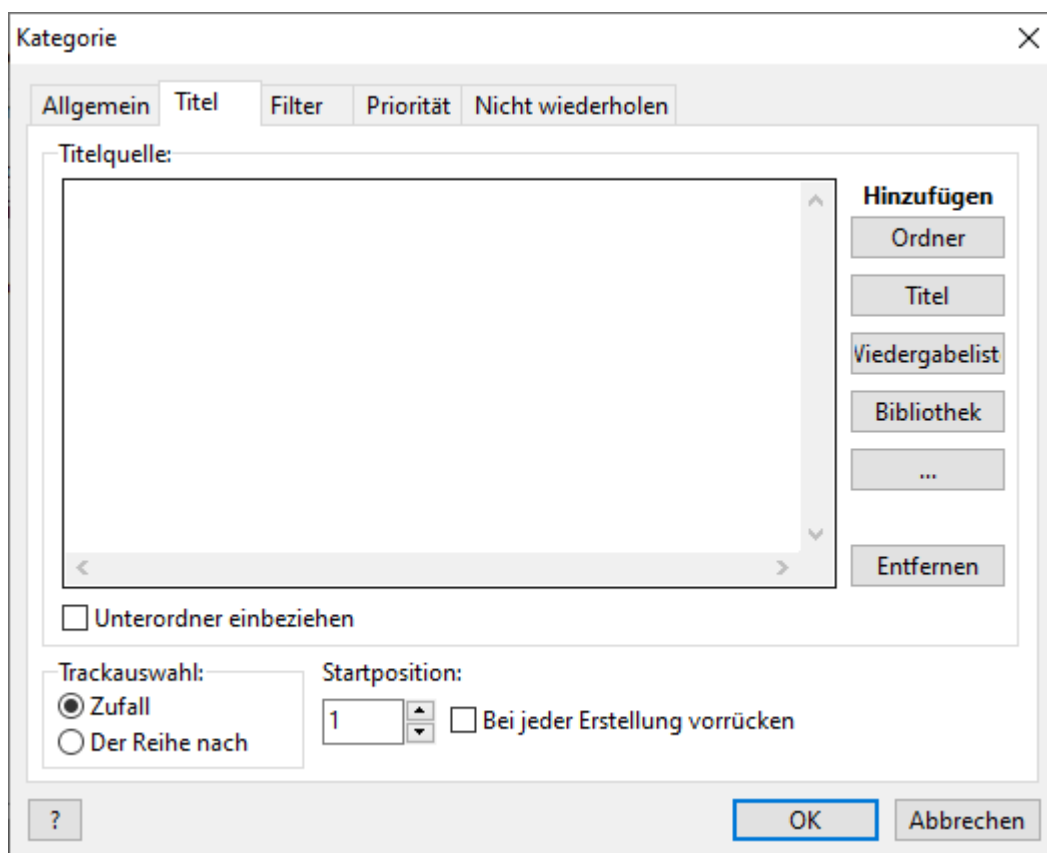 Kategorie
Allgemein Titel Filter Priorität Nicht wiederholen
Titelquelle:
Hinzufügen
Ordner
Titel
Viedergabelist
Bibliothek
...
Entfernen
Unterordner einbeziehen
Trackauswahl:
Zufall
Der Reihe nach
Startposition:
1
Bei jeder Erstellung vorrücken
?
OK
Abbrechen